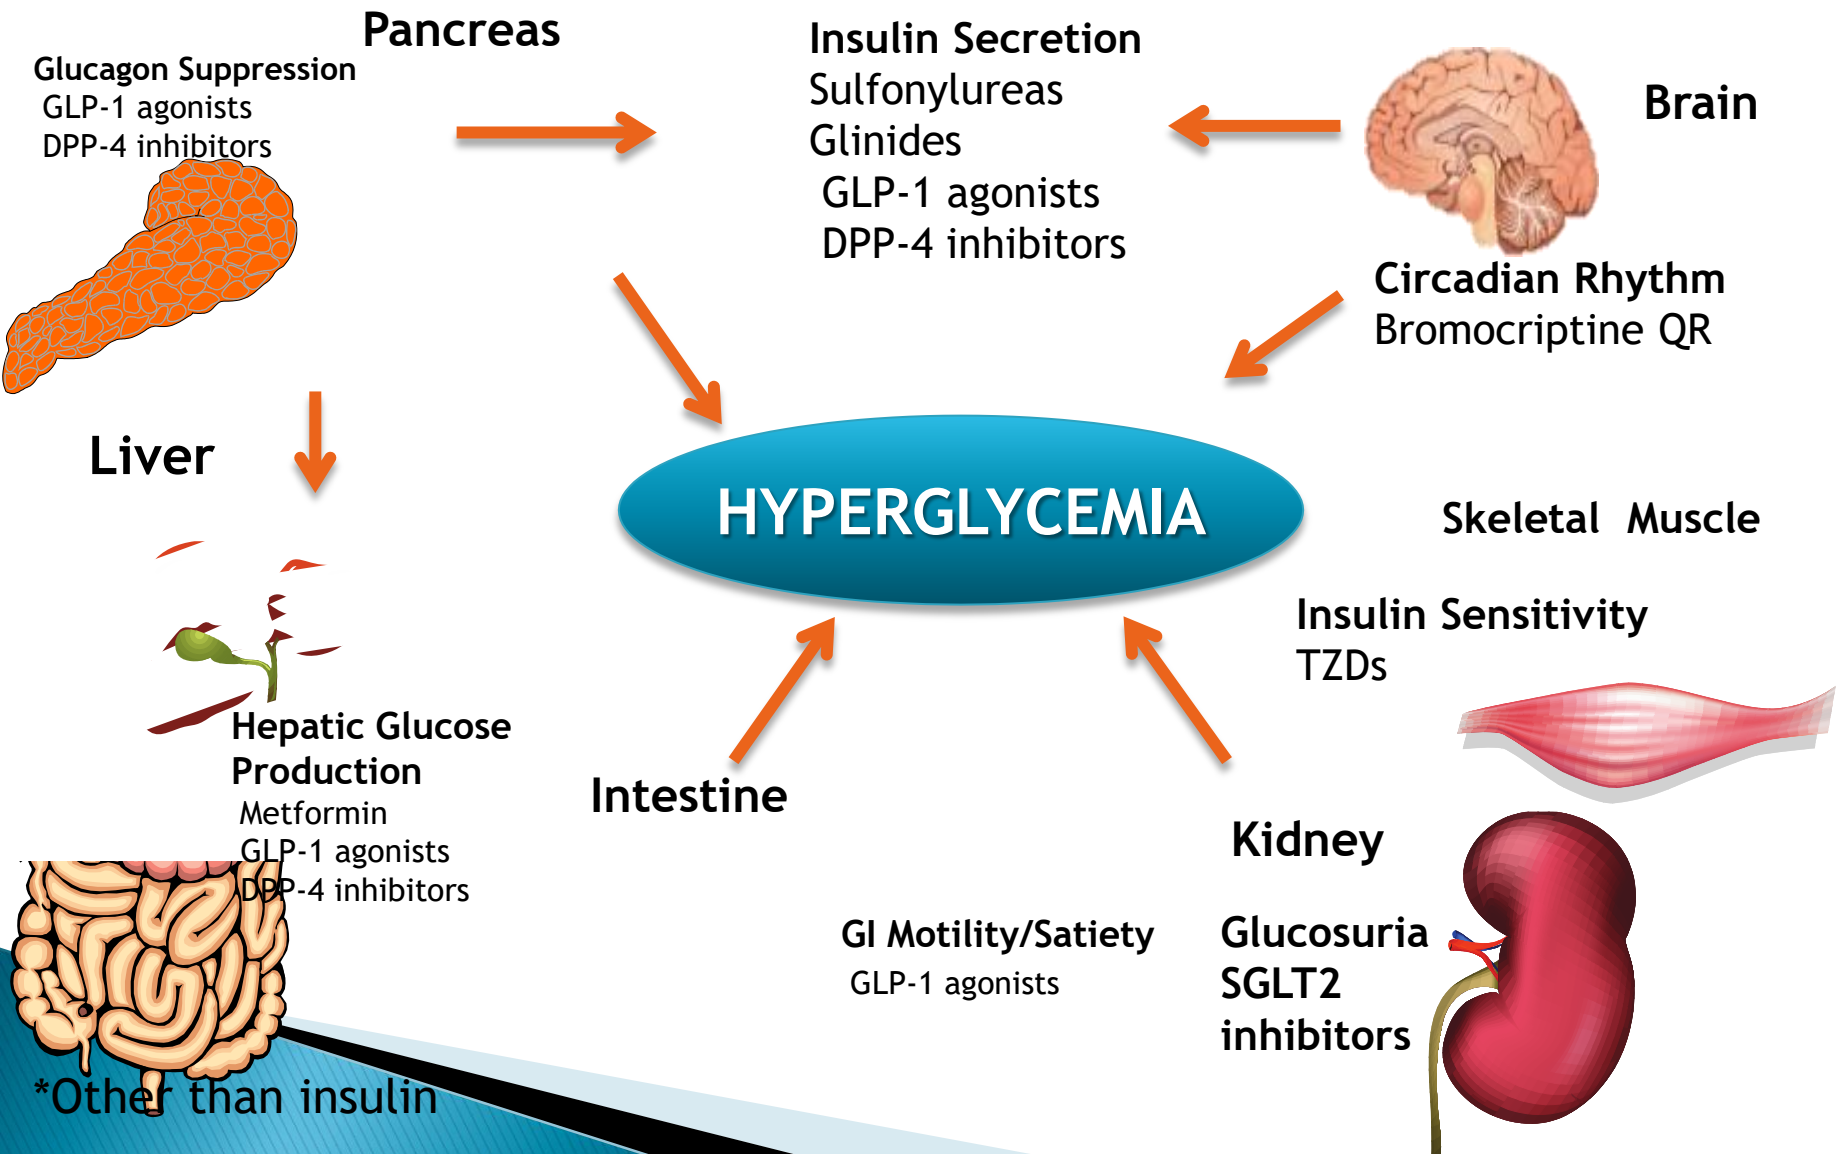 Pancreas
Glucagon Suppression
GLP-1 agonists
DPP-4 inhibitors
Insulin Secretion
Sulfonylureas
Glinides
GLP-1 agonists
DPP-4 inhibitors
Brain
Circadian Rhythm
Bromocriptine QR
Liver
HYPERGLYCEMIA
Skeletal Muscle
Insulin Sensitivity
TZDs
Hepatic Glucose
Production
Metformin
GLP-1 agonists
DPP-4 inhibitors
Intestine
GI Motility/Satiety
GLP-1 agonists
Kidney
Glucosuria
SGLT2
inhibitors
*Other than insulin